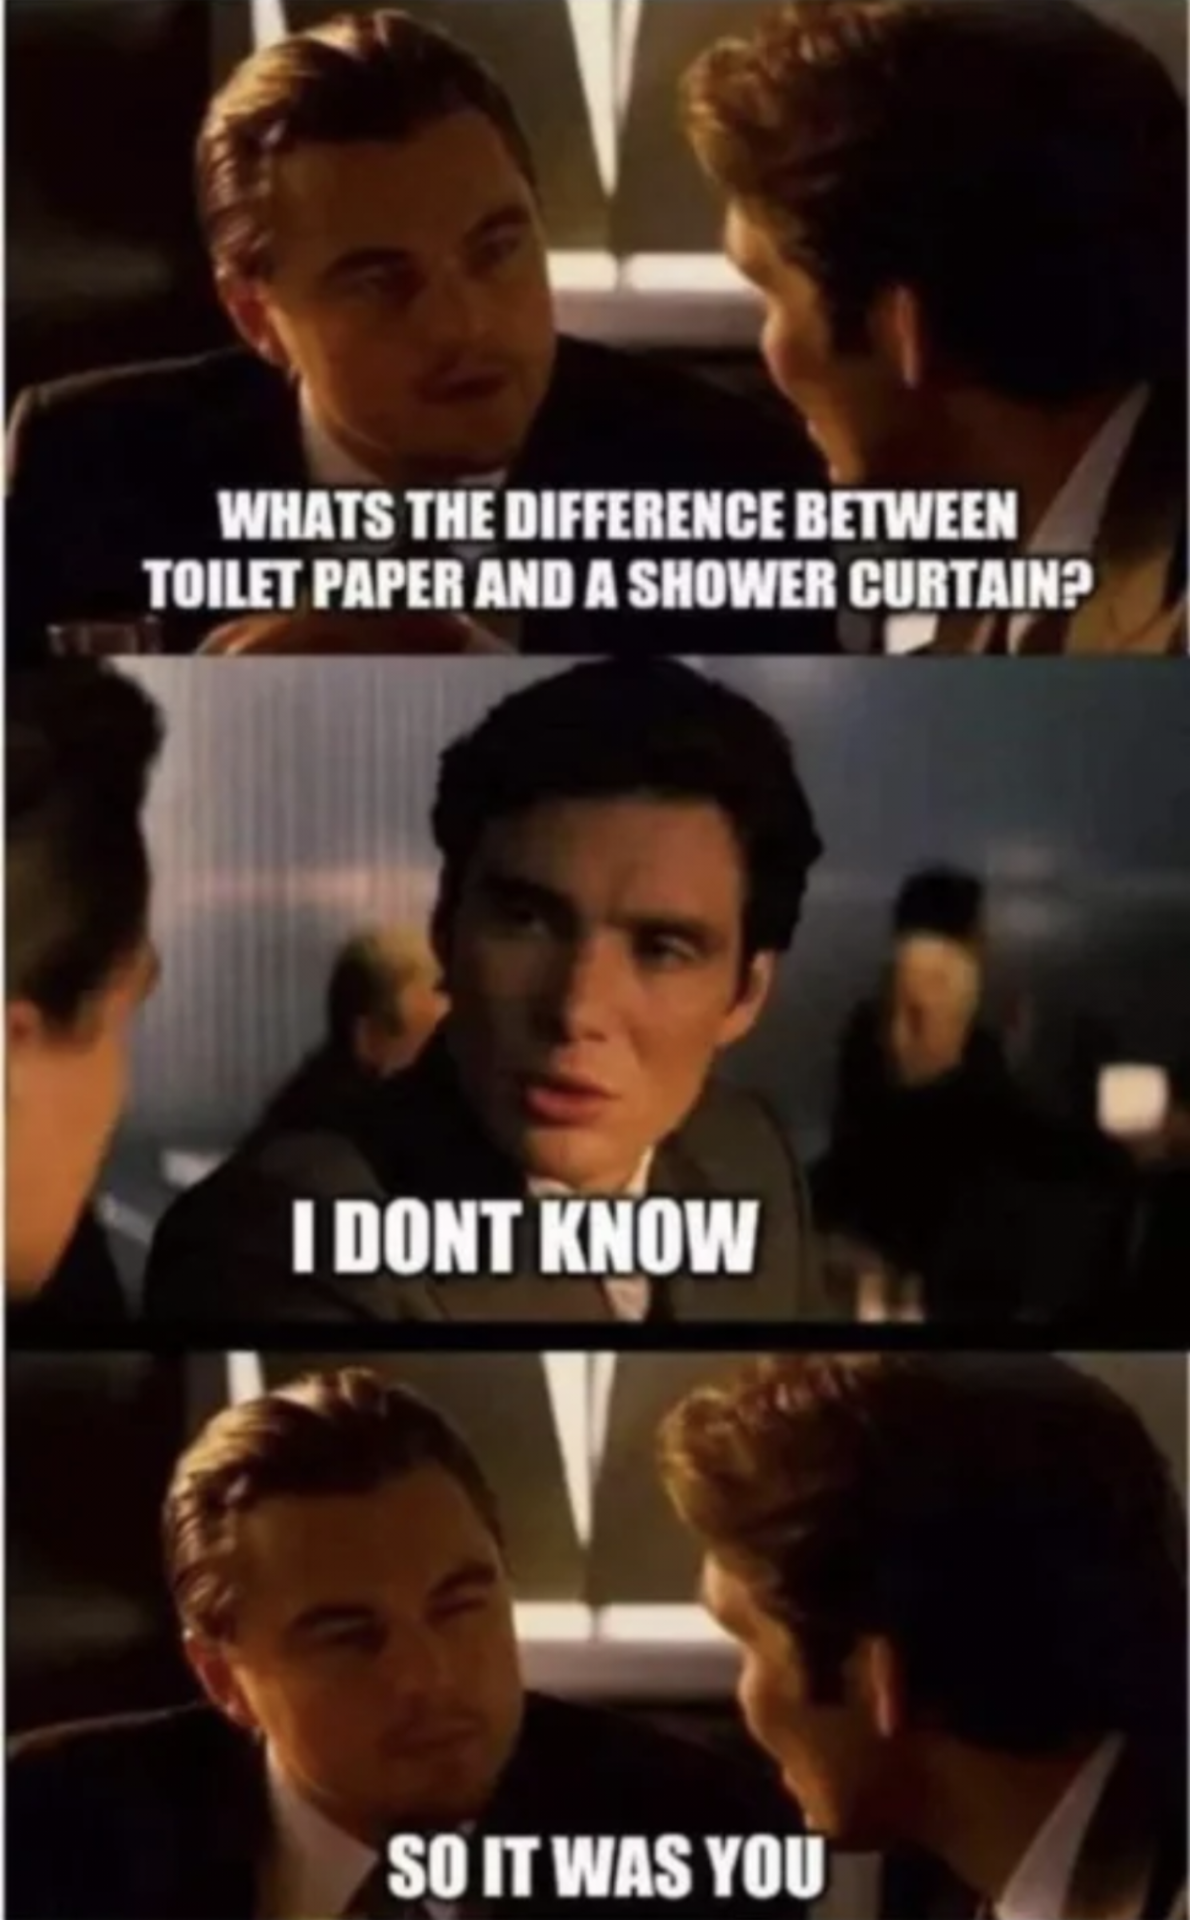 WHATS THE DIFFERENCE BETWEEN
TOILET PAPER AND A SHOWER CURTAIN?
I DONT KNOW
SO IT WAS YOU